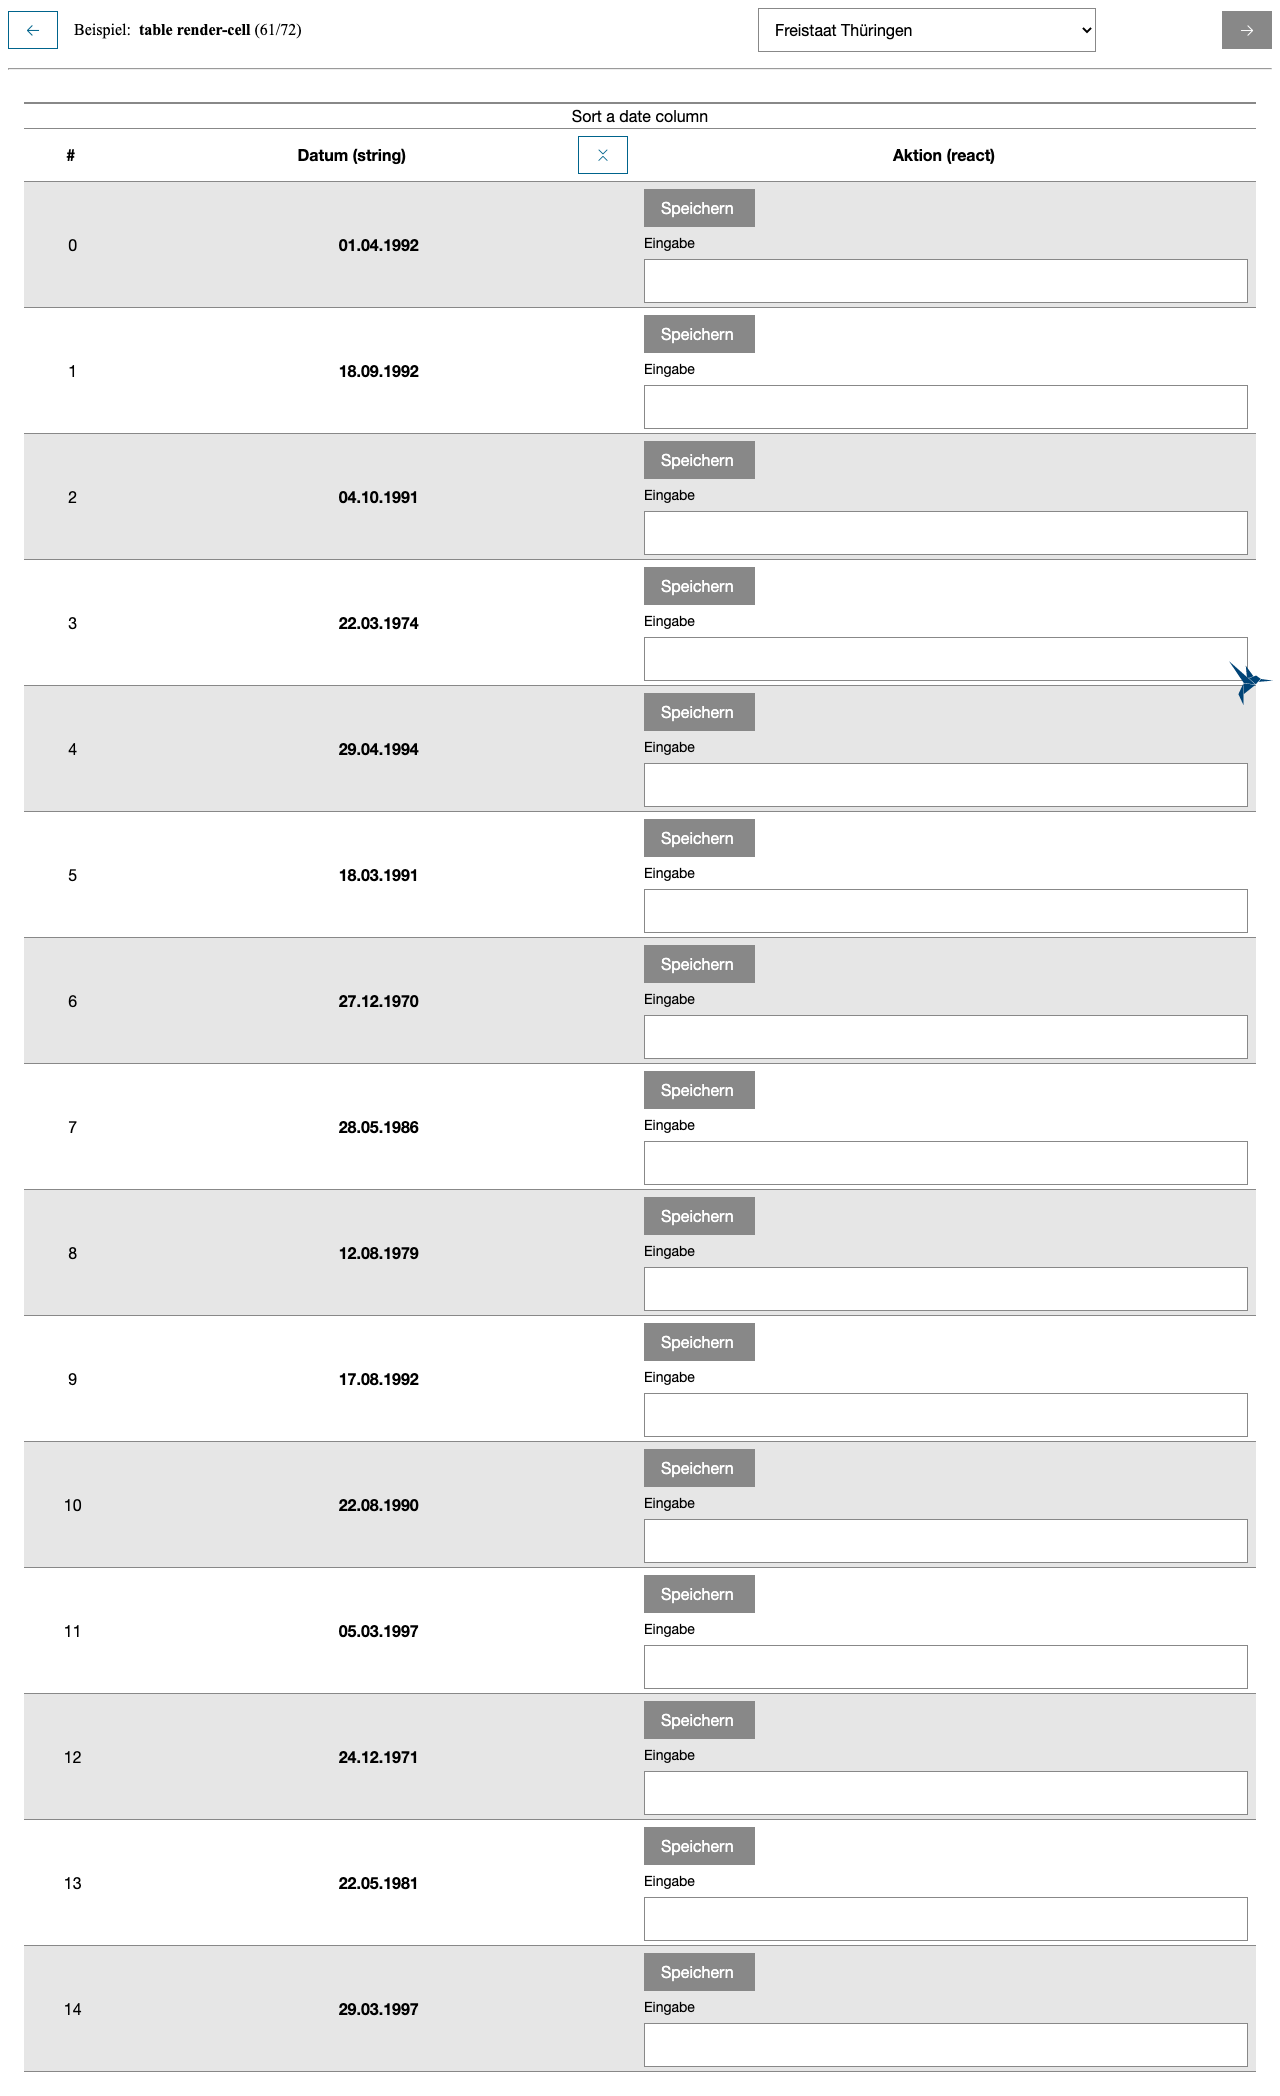 Beispiel: table render-cell (61/72)
Freistaat Thüringen
Sort a date column
# Datum (string) Aktion (react)
Speichern
0 01.04.1992 Eingabe
Speichern
1 18.09.1992 Eingabe
Speichern
2 04.10.1991 Eingabe
Speichern
3 22.03.1974 Eingabe
Speichern
4 29.04.1994 Eingabe
Speichern
5 18.03.1991 Eingabe
Speichern
6 27.12.1970 Eingabe
Speichern
7 28.05.1986 Eingabe
Speichern
8 12.08.1979 Eingabe
Speichern
9 17.08.1992 Eingabe
Speichern
10 22.08.1990 Eingabe
Speichern
11 05.03.1997 Eingabe
Speichern
12 24.12.1971 Eingabe
Speichern
13 22.05.1981 Eingabe
Speichern
14 29.03.1997 Eingabe